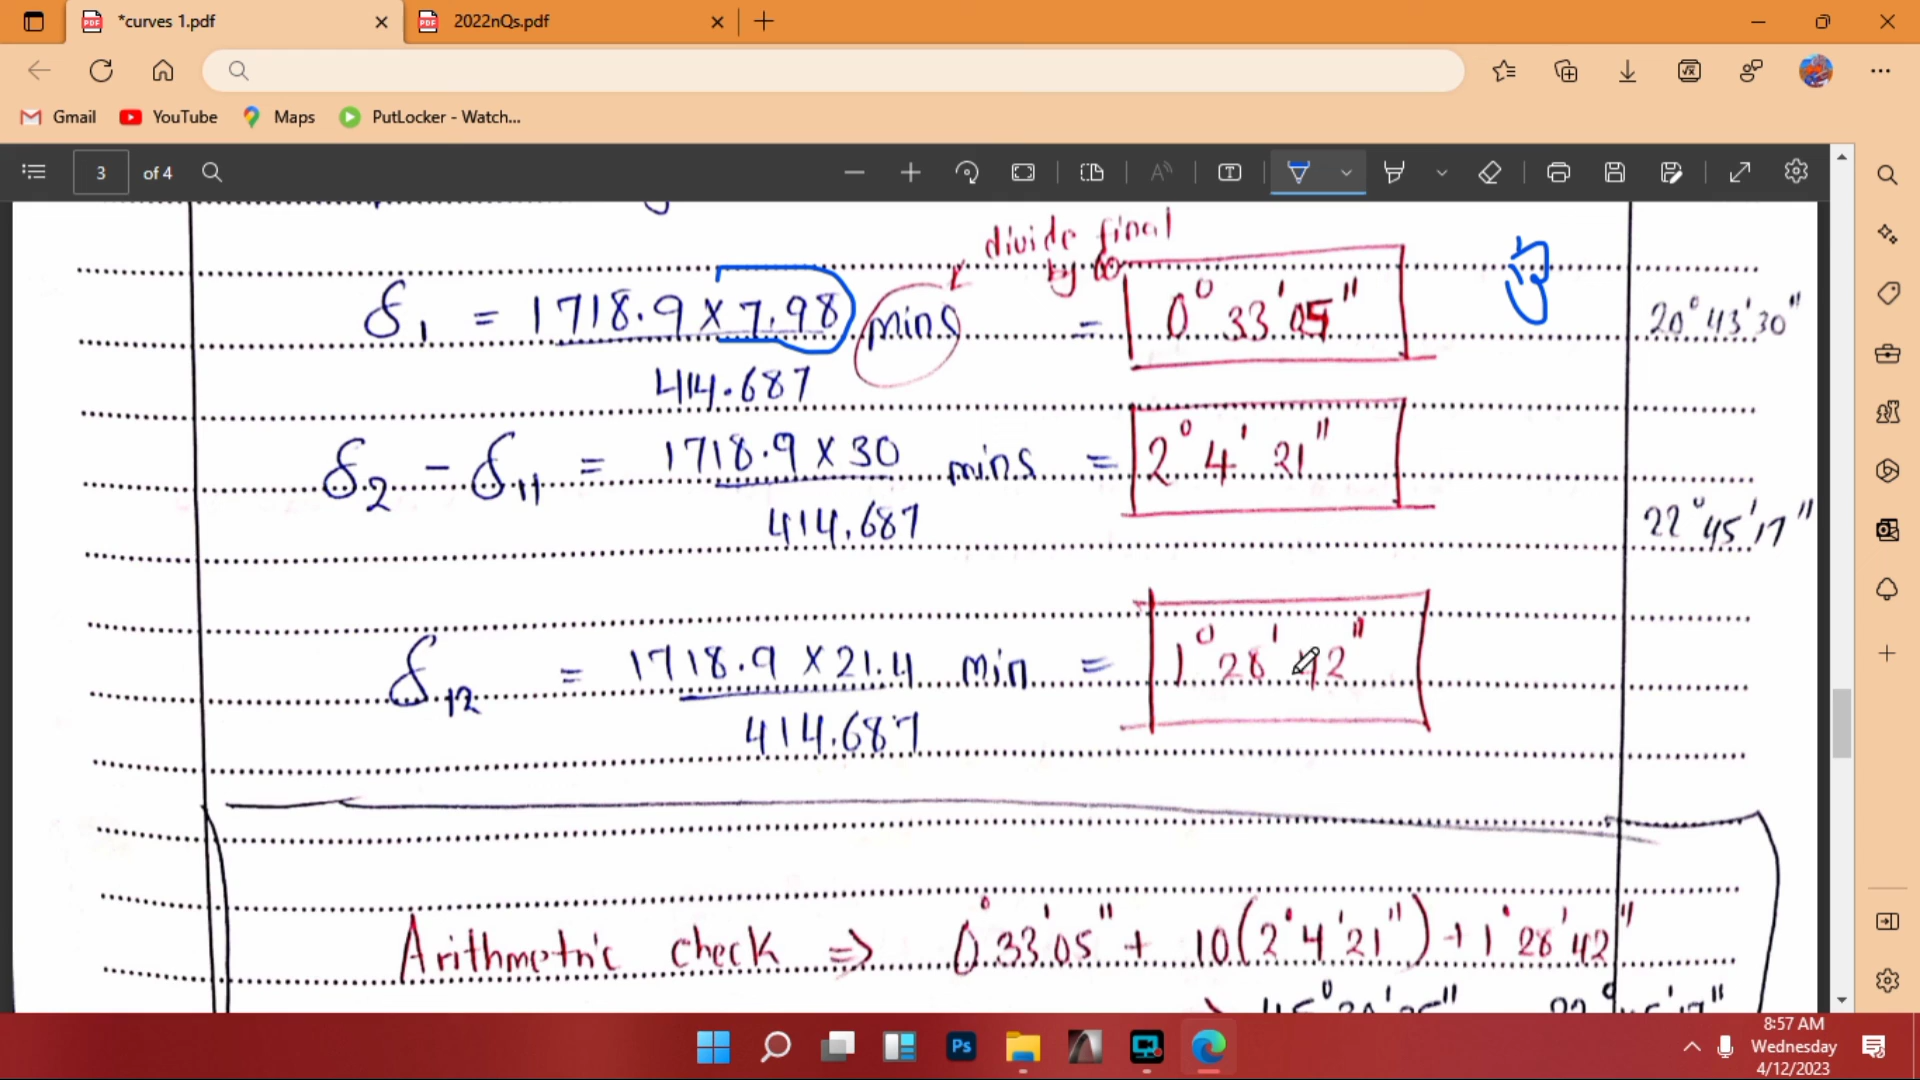 *curves 1.pdf
2022nQs.pdf
Gmail
YouTube
Maps
PutLocker - Watch...
3 of 4
divide final
by 60
δ1 = 1718.9 × 7.98 mins = 0° 33' 05"
414.687
20° 43' 30"
δ2 - δ11 = 1718.9 × 30 mins = 2° 4' 21"
414.687
22° 45' 17"
δ12 = 1718.9 × 21.4 min = 1° 28' 42"
414.687
Arithmetric check ⇒ 0° 33' 05" + 10(2° 4' 21") + 1° 28' 42"
8:57 AM
Wednesday
4/12/2023